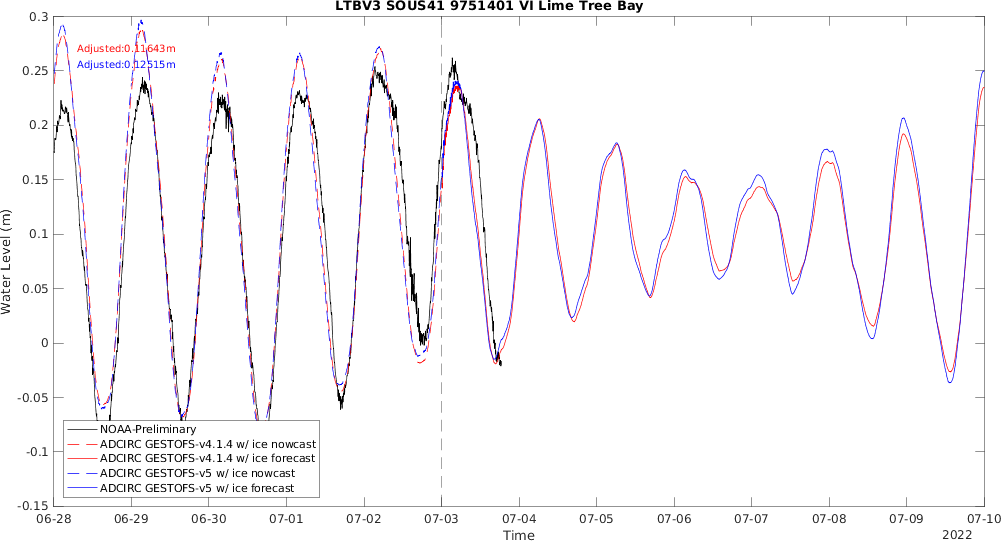 LTBV3 SOUS41 9751401 VI Lime Tree Bay
0.3
0.25
0.2
0.15
0.1
0.05
0
-0.05
-0.1
-0.15
Water Level (m)
Adjusted:0.11643m
Adjusted:0.12515m
NOAA-Preliminary
ADCIRC GESTOFS-v4.1.4 w/ ice nowcast
ADCIRC GESTOFS-v4.1.4 w/ ice forecast
ADCIRC GESTOFS-v5 w/ ice nowcast
ADCIRC GESTOFS-v5 w/ ice forecast
06-28 06-29 06-30 07-01 07-02 07-03 07-04 07-05 07-06 07-07 07-08 07-09 07-10
Time
2022